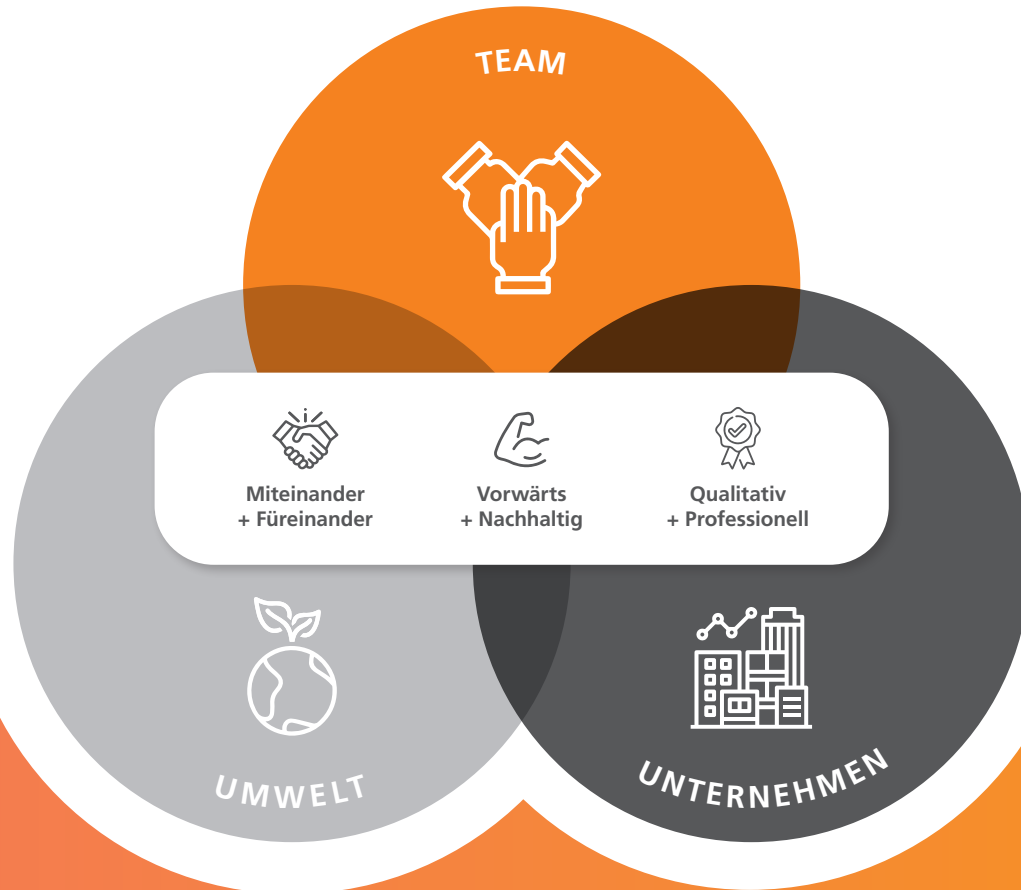 TEAM
Miteinander
+ Füreinander
Vorwärts
+ Nachhaltig
Qualitativ
+ Professionell
UMWELT
UNTERNEHMEN